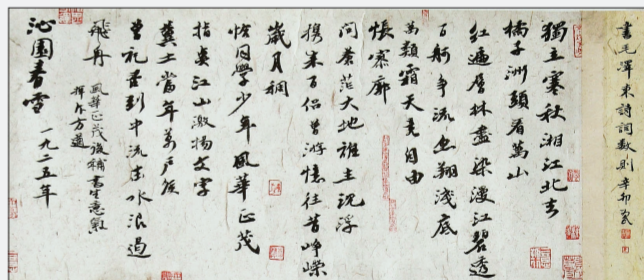 書毛澤東詩詞數則 辛卯
獨立寒秋湘江北去
橘子洲頭看萬山
紅遍層林盡染漫江碧透
百舸爭流魚翔淺底
萬類霜天竟自由
悵寥廓
問蒼茫大地誰主沉浮
攜來百侶曾游憶往昔崢嶸
歲月稠
恰同學少年風華正茂
指點江山激揚文字
糞土當年萬戶侯
曾記否到中流擊水浪遏
飛舟
風華正茂後補書生意氣
揮斥方遒
沁園春雪 一九二五年